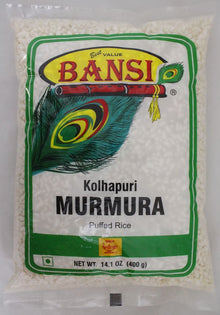 Best VALUE
BANSI
®
Kolhapuri
MURMURA
Puffed Rice
NET WT. 14.1 OZ (400 g)